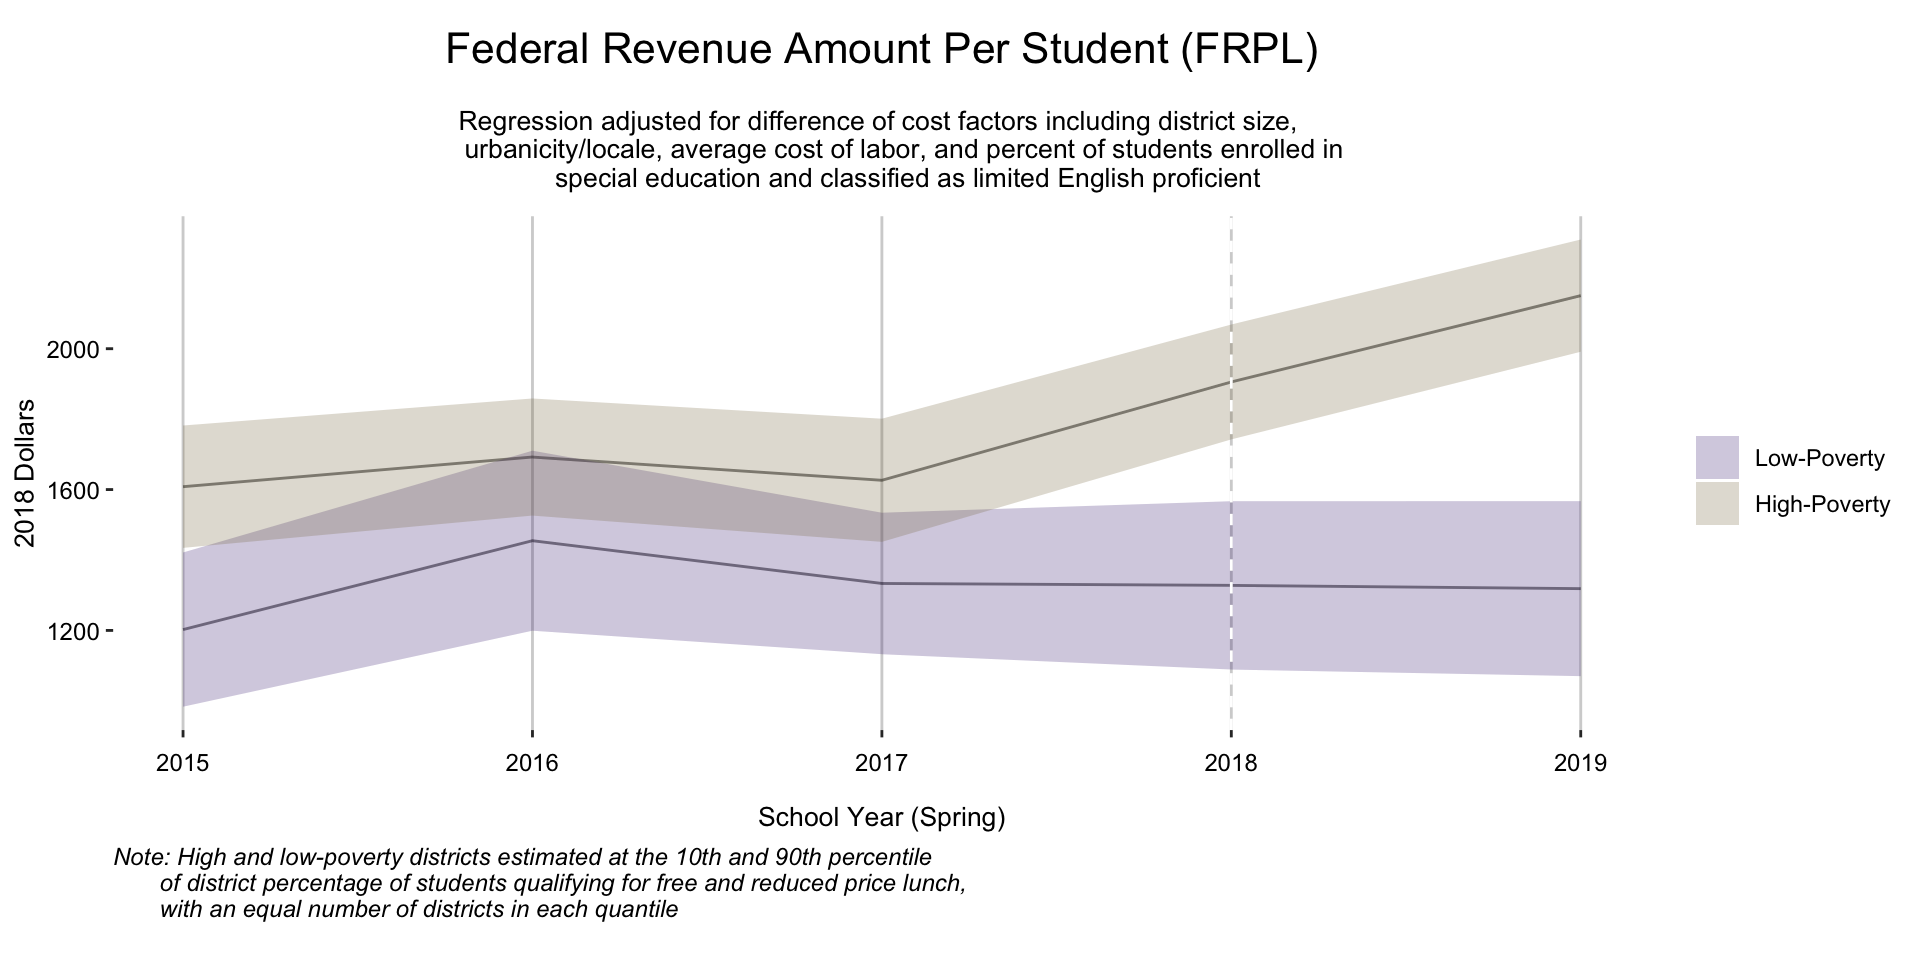 Federal Revenue Amount Per Student (FRPL)
Regression adjusted for difference of cost factors including district size,
urbanicity/locale, average cost of labor, and percent of students enrolled in
special education and classified as limited English proficient
2018 Dollars
2000
1600
1200
2015 2016 2017 2018 2019
School Year (Spring)
Low-Poverty
High-Poverty
Note: High and low-poverty districts estimated at the 10th and 90th percentile
of district percentage of students qualifying for free and reduced price lunch,
with an equal number of districts in each quantile